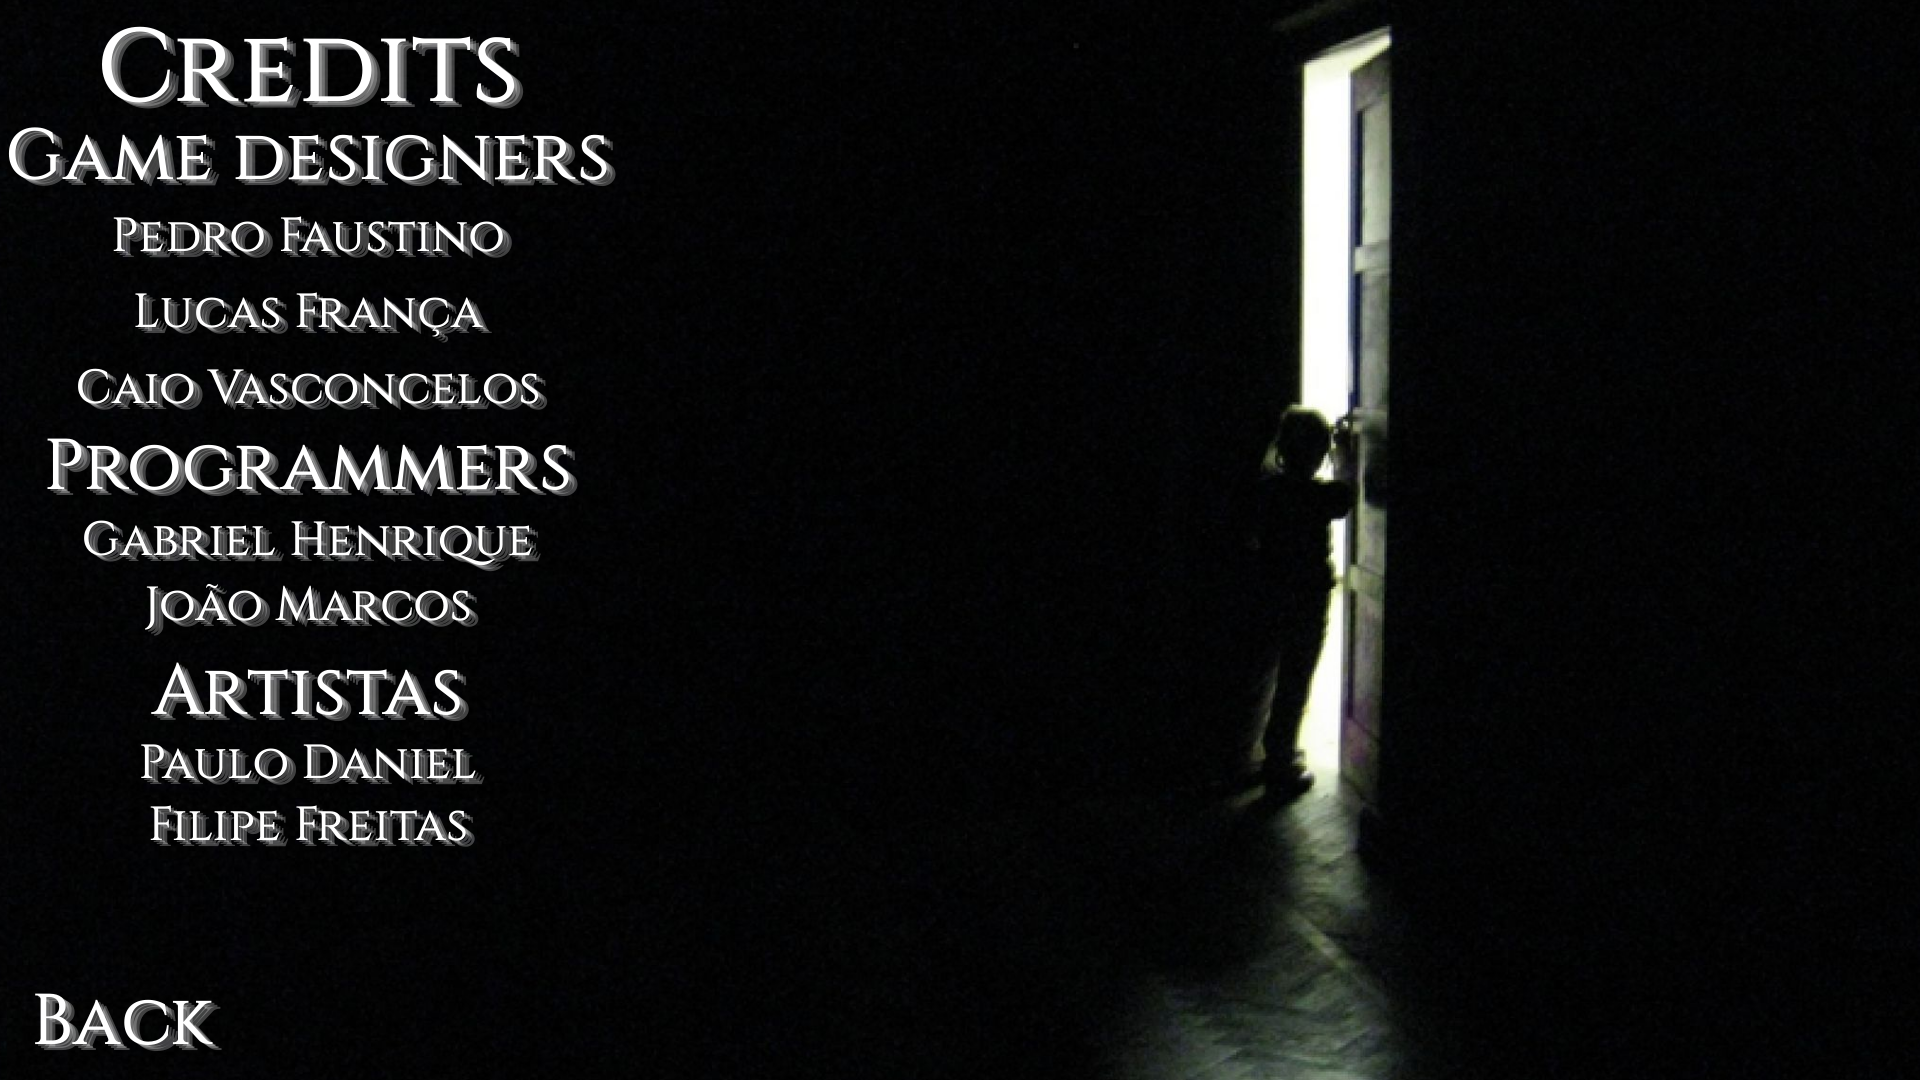 Credits
Game designers
Pedro Faustino
Lucas França
Caio Vasconcelos
Programmers
Gabriel Henrique
João Marcos
Artistas
Paulo Daniel
Filipe Freitas
Back